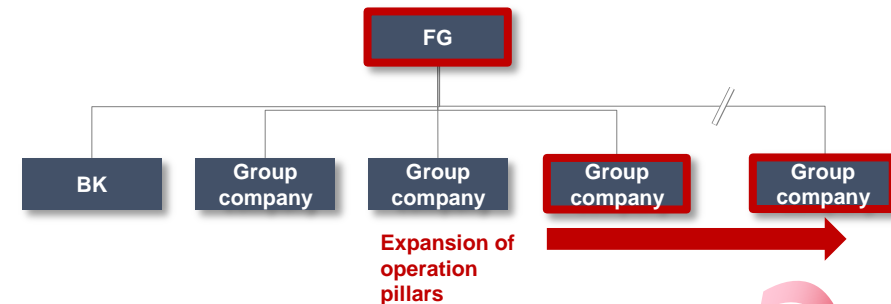 FG
BK
Group
company
Group
company
Group
company
Group
company
Expansion of
operation
pillars